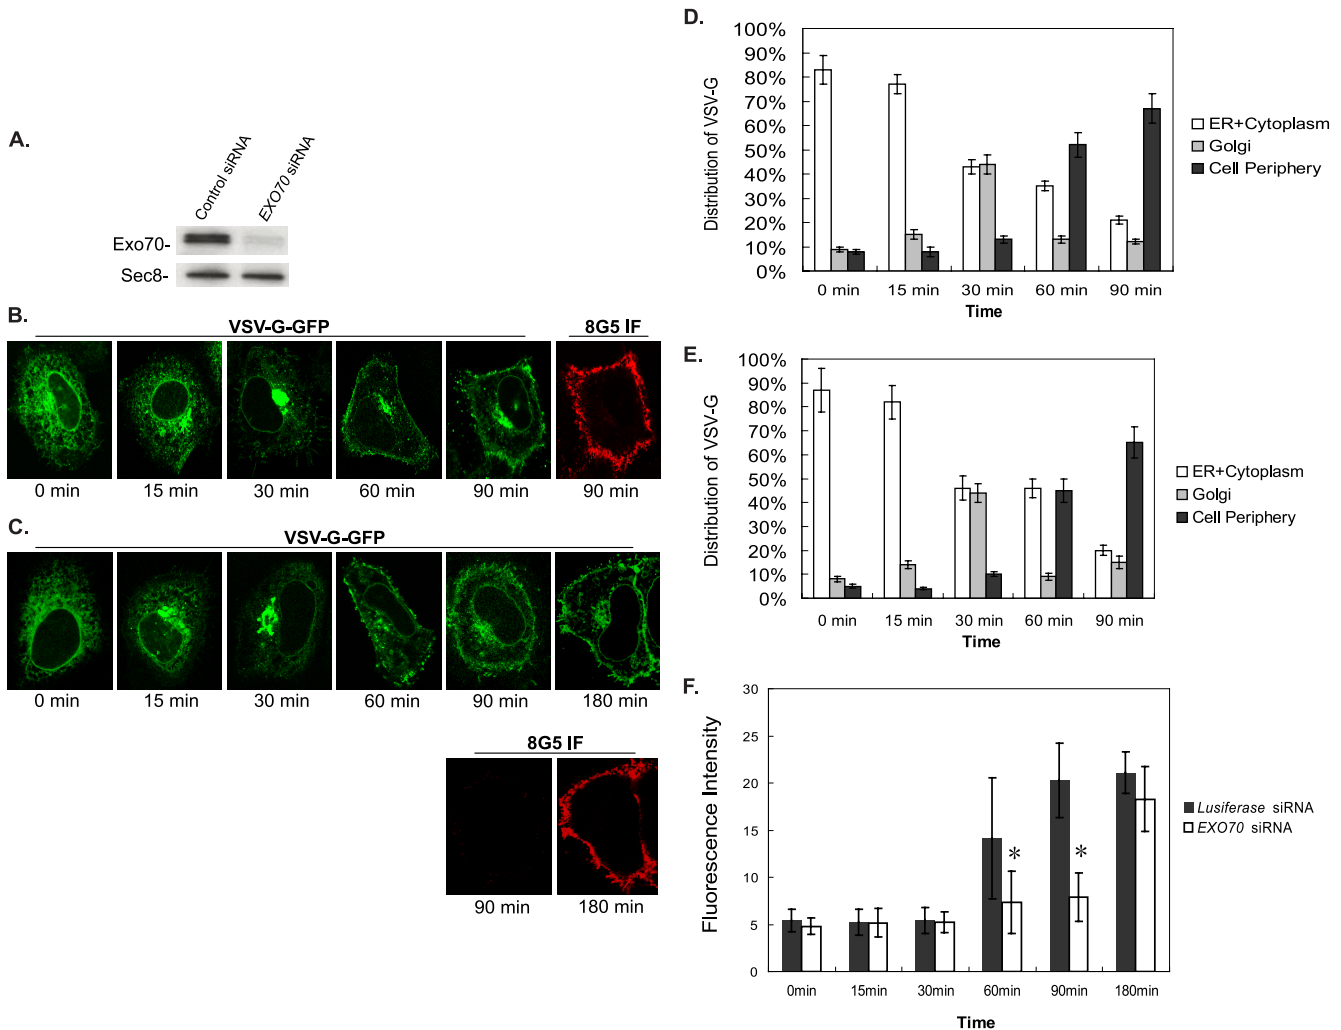 A.
Control siRNA
EXO70 siRNA
Exo70-
Sec8-
B.
VSV-G-GFP
8G5 IF
0 min
15 min
30 min
60 min
90 min
90 min
C.
VSV-G-GFP
0 min
15 min
30 min
60 min
90 min
180 min
8G5 IF
90 min
180 min
D.
Distribution of VSV-G
100%
90%
80%
70%
60%
50%
40%
30%
20%
10%
0%
0 min
15 min
30 min
60 min
90 min
Time
ER+Cytoplasm
Golgi
Cell Periphery
E.
Distribution of VSV-G
100%
90%
80%
70%
60%
50%
40%
30%
20%
10%
0%
0 min
15 min
30 min
60 min
90 min
Time
ER+Cytoplasm
Golgi
Cell Periphery
F.
Fluorescence Intensity
30
25
20
15
10
5
0
*
*
0min
15min
30min
60min
90min
180min
Time
Lusiferase siRNA
EXO70 siRNA